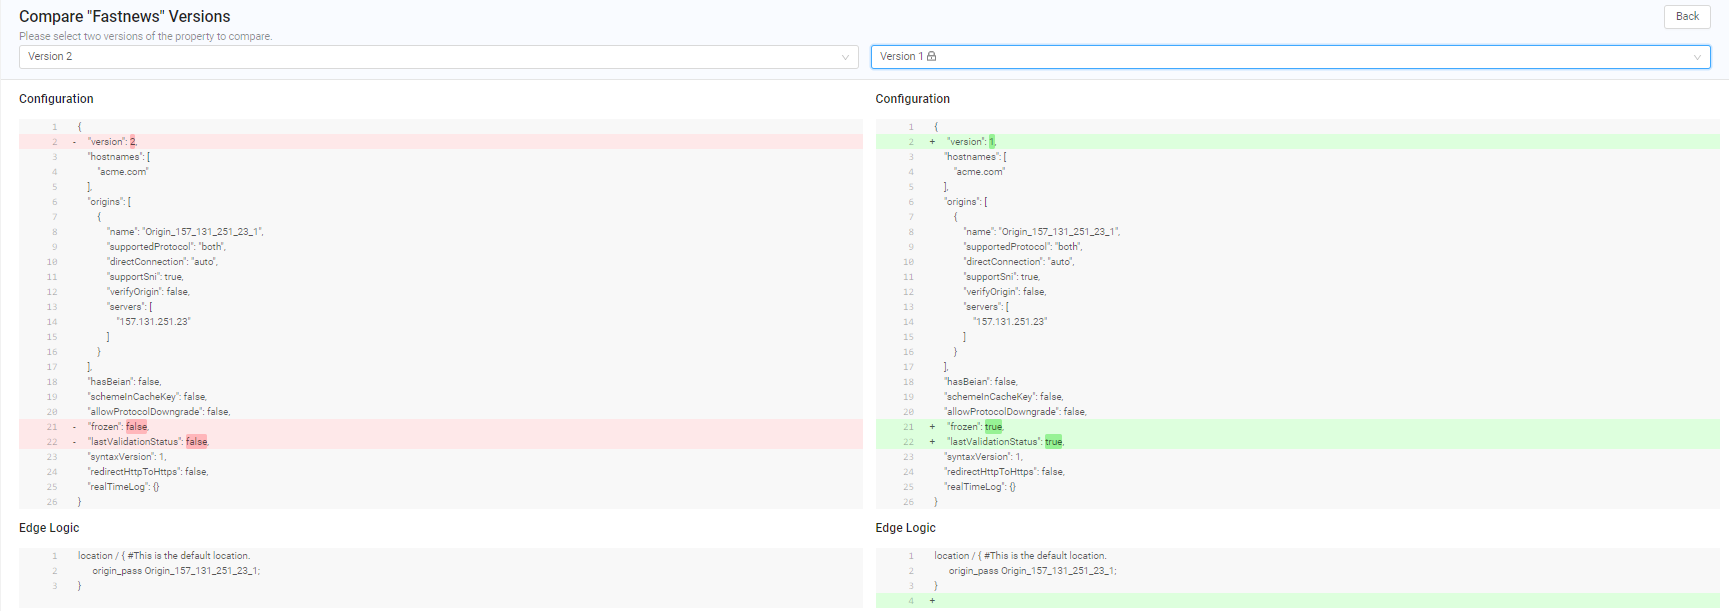 Compare "Fastnews" Versions
Back
Please select two versions of the property to compare.
Version 2
Version 1
Configuration
1 {
2 - "version": 2,
3 "hostnames": [
4 "acme.com"
5 ],
6 "origins": [
7 {
8 "name": "Origin_157_131_251_23_1",
9 "supportedProtocol": "both",
10 "directConnection": "auto",
11 "supportSni": true,
12 "verifyOrigin": false,
13 "servers": [
14 "157.131.251.23"
15 ]
16 }
17 ],
18 "hasBeian": false,
19 "schemeInCacheKey": false,
20 "allowProtocolDowngrade": false,
21 - "frozen": false,
22 - "lastValidationStatus": false,
23 "syntaxVersion": 1,
24 "redirectHttpToHttps": false,
25 "realTimeLog": {}
26 }
Edge Logic
1 location / { #This is the default location.
2 origin_pass Origin_157_131_251_23_1;
3 }
Configuration
1 {
2 + "version": 1,
3 "hostnames": [
4 "acme.com"
5 ],
6 "origins": [
7 {
8 "name": "Origin_157_131_251_23_1",
9 "supportedProtocol": "both",
10 "directConnection": "auto",
11 "supportSni": true,
12 "verifyOrigin": false,
13 "servers": [
14 "157.131.251.23"
15 ]
16 }
17 ],
18 "hasBeian": false,
19 "schemeInCacheKey": false,
20 "allowProtocolDowngrade": false,
21 + "frozen": true,
22 + "lastValidationStatus": true,
23 "syntaxVersion": 1,
24 "redirectHttpToHttps": false,
25 "realTimeLog": {}
26 }
Edge Logic
1 location / { #This is the default location.
2 origin_pass Origin_157_131_251_23_1;
3 }
4 +